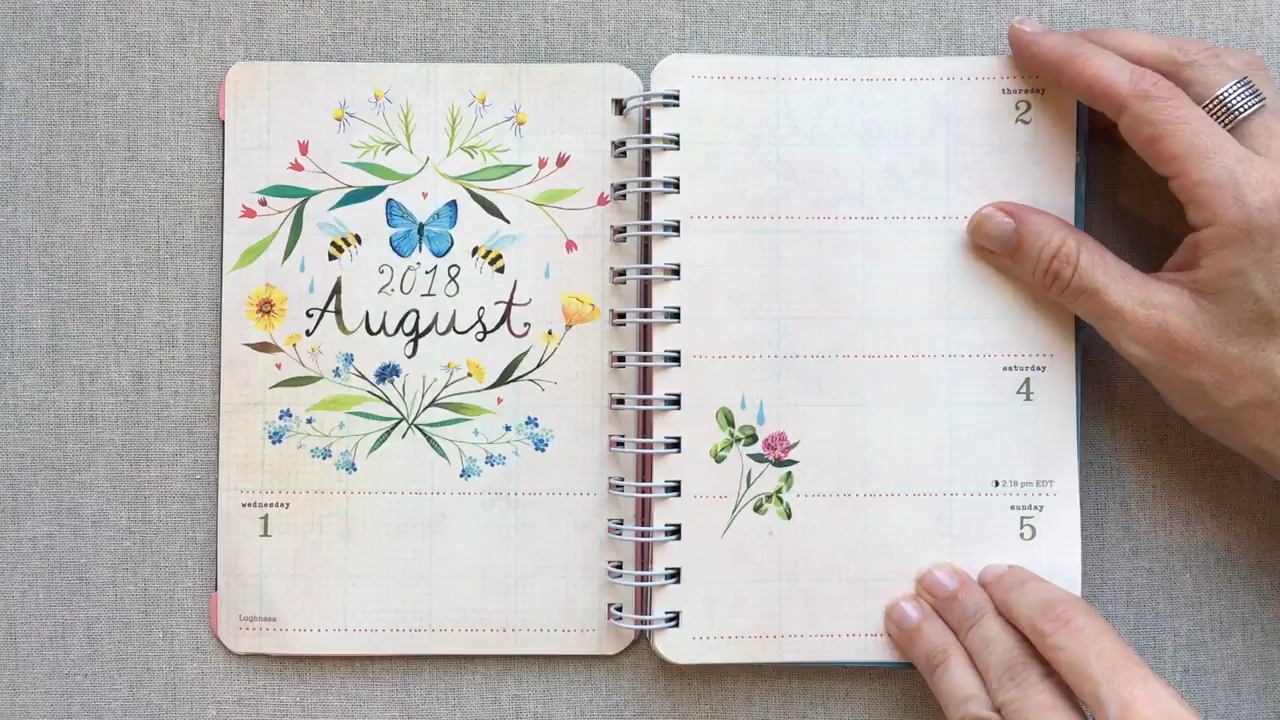 2018
August
wednesday
1
Lughnasa
thursday
2
saturday
4
2:18 pm EDT
sunday
5